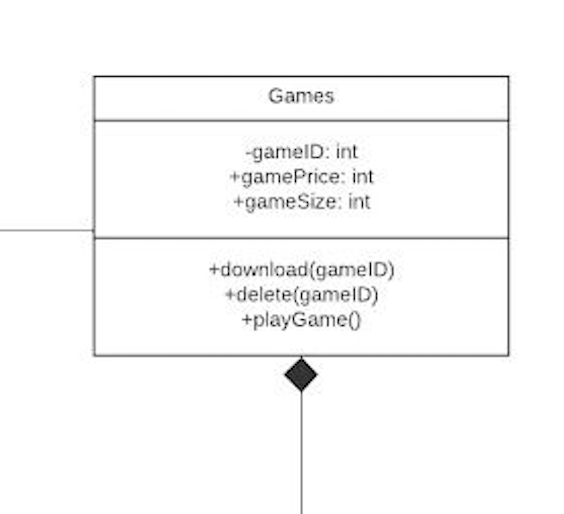 Games
-gameID: int
+gamePrice: int
+gameSize: int
+download(gameID)
+delete(gameID)
+playGame()